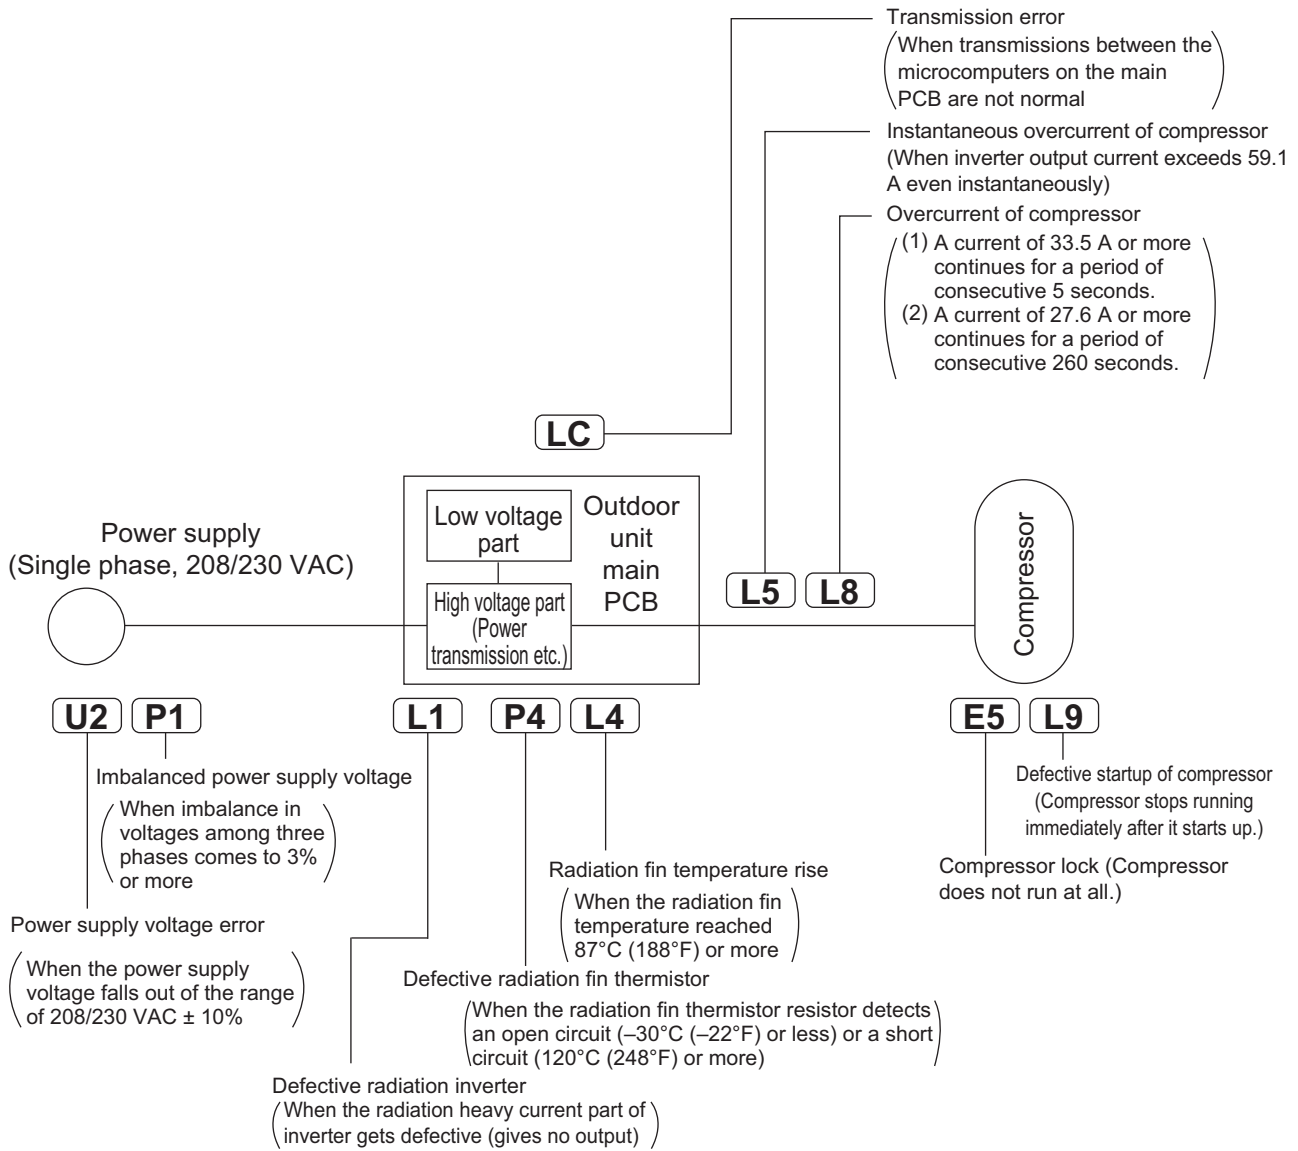 Transmission error
When transmissions between the
microcomputers on the main
PCB are not normal
Instantaneous overcurrent of compressor
(When inverter output current exceeds 59.1
A even instantaneously)
Overcurrent of compressor
(1) A current of 33.5 A or more
continues for a period of
consecutive 5 seconds.
(2) A current of 27.6 A or more
continues for a period of
consecutive 260 seconds.
LC
Power supply
(Single phase, 208/230 VAC)
Low voltage
part
High voltage part
(Power
transmission etc.)
Outdoor
unit
main
PCB
L5
L8
Compressor
U2
P1
L1
P4
L4
E5
L9
Imbalanced power supply voltage
When imbalance in
voltages among three
phases comes to 3%
or more
Power supply voltage error
When the power supply
voltage falls out of the range
of 208/230 VAC ± 10%
Radiation fin temperature rise
When the radiation fin
temperature reached
87°C (188°F) or more
Defective radiation fin thermistor
When the radiation fin thermistor resistor detects
an open circuit (–30°C (–22°F) or less) or a short
circuit (120°C (248°F) or more)
Defective radiation inverter
When the radiation heavy current part of
inverter gets defective (gives no output)
Defective startup of compressor
(Compressor stops running
immediately after it starts up.)
Compressor lock (Compressor
does not run at all.)